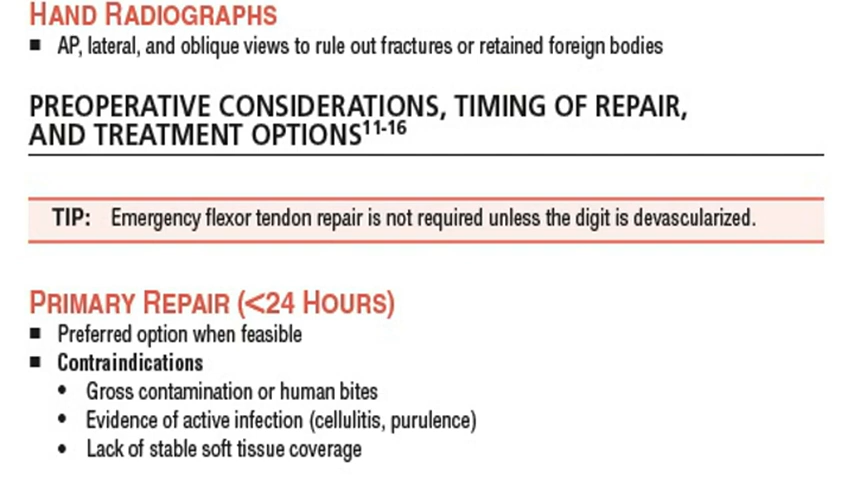 HAND RADIOGRAPHS
■ AP, lateral, and oblique views to rule out fractures or retained foreign bodies
PREOPERATIVE CONSIDERATIONS, TIMING OF REPAIR,
AND TREATMENT OPTIONS11-16
TIP: Emergency flexor tendon repair is not required unless the digit is devascularized.
PRIMARY REPAIR (<24 HOURS)
■ Preferred option when feasible
■ Contraindications
• Gross contamination or human bites
• Evidence of active infection (cellulitis, purulence)
• Lack of stable soft tissue coverage